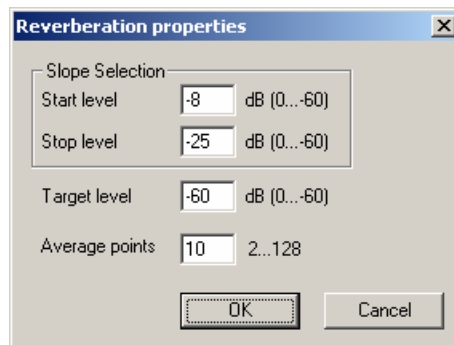 Reverberation properties
Slope Selection
Start level -8 dB (0...-60)
Stop level -25 dB (0...-60)
Target level -60 dB (0...-60)
Average points 10 2...128
OK Cancel